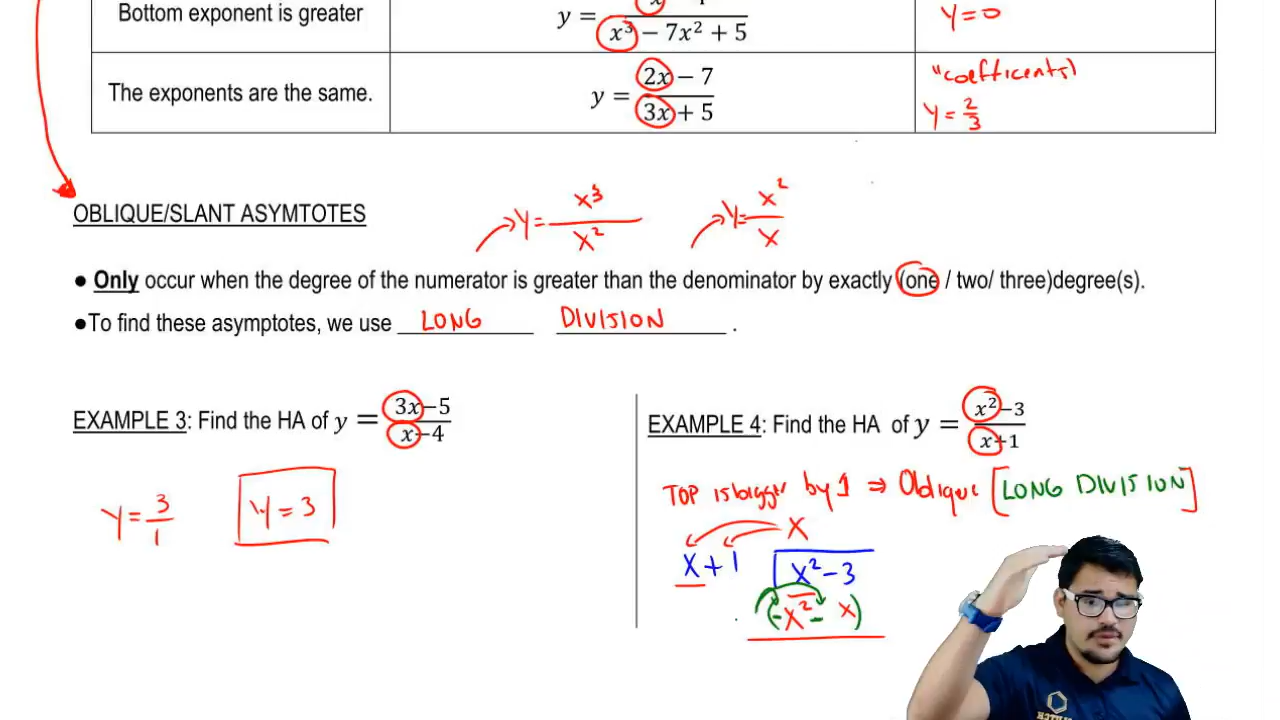 Bottom exponent is greater
y =
x³ − 7x² + 5
y = 0
The exponents are the same.
y = 2x − 7 / 3x + 5
"coefficents)
y = 2/3
OBLIQUE/SLANT ASYMTOTES
y = x³ / x²
y = x² / x
● Only occur when the degree of the numerator is greater than the denominator by exactly (one / two/ three)degree(s).
●To find these asymptotes, we use LONG DIVISION .
EXAMPLE 3: Find the HA of y = 3x−5 / x−4
y = 3/1
y = 3
EXAMPLE 4: Find the HA of y = x²−3 / x+1
TOP is bigger by 1 ⇒ Oblique [LONG DIVISION]
x
x + 1 x² − 3
(-x² - x)